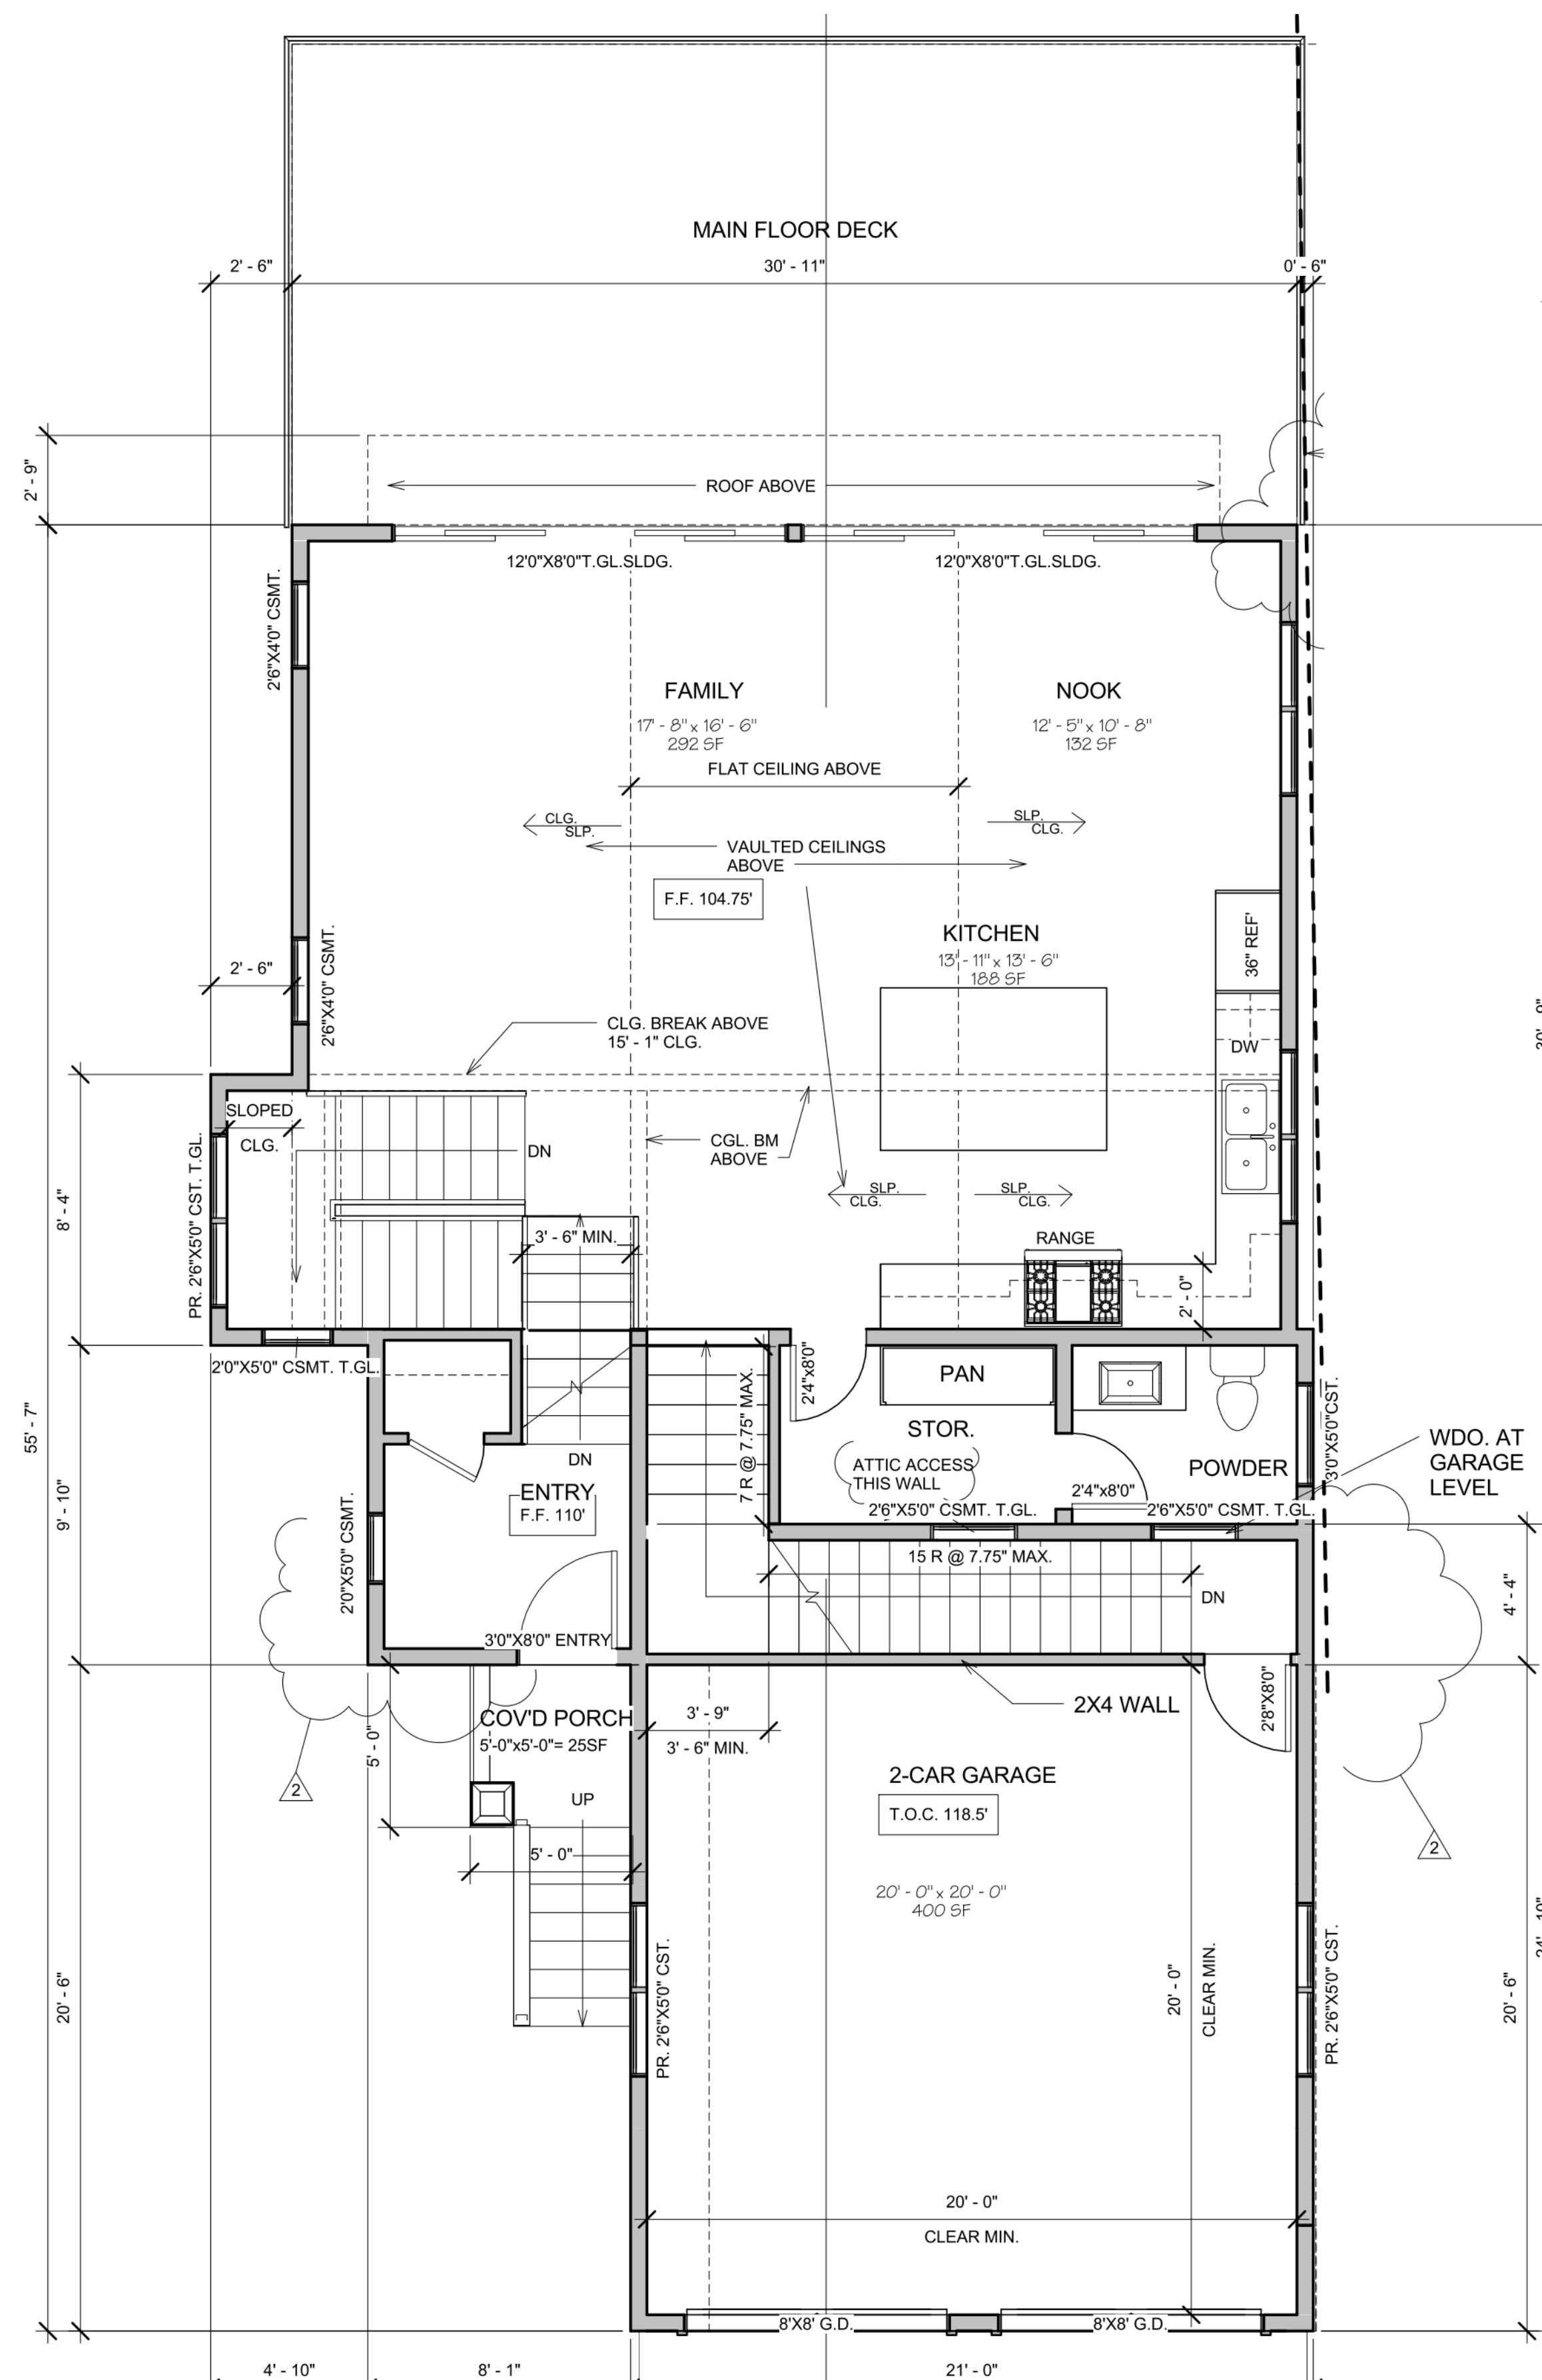 MAIN FLOOR DECK
2' - 6"
30' - 11"
0' - 6"
2' - 9"
ROOF ABOVE
12'0"X8'0"T.GL.SLDG.
12'0"X8'0"T.GL.SLDG.
2'6"X4'0" CSMT.
FAMILY
17' - 8" x 16' - 6"
292 SF
NOOK
12' - 5" x 10' - 8"
132 SF
FLAT CEILING ABOVE
CLG.
SLP.
SLP.
CLG.
VAULTED CEILINGS
ABOVE
F.F. 104.75'
KITCHEN
13' - 11" x 13' - 6"
188 SF
36" REF'
2' - 6"
2'6"X4'0" CSMT.
CLG. BREAK ABOVE
15' - 1" CLG.
DW
SLOPED
CLG.
DN
CGL. BM
ABOVE
PR. 2'6"X5'0" CST. T.GL.
8' - 4"
SLP.
CLG.
SLP.
CLG.
3' - 6" MIN.
RANGE
2' - 0"
2'0"X5'0" CSMT. T.GL.
2'4"x8'0"
PAN
7 R @ 7.75" MAX.
STOR.
ATTIC ACCESS
THIS WALL
3'0"X5'0"CST.
WDO. AT
GARAGE
LEVEL
55' - 7"
9' - 10"
DN
ENTRY
F.F. 110'
POWDER
2'4"x8'0"
2'6"X5'0" CSMT. T.GL.
2'6"X5'0" CSMT. T.GL.
2'0"X5'0" CSMT.
15 R @ 7.75" MAX.
DN
4' - 4"
3'0"X8'0" ENTRY
2'8"X8'0"
2X4 WALL
COV'D PORCH
5'-0"x5'-0"= 25SF
5' - 0"
3' - 9"
3' - 6" MIN.
2
UP
2-CAR GARAGE
T.O.C. 118.5'
2
5' - 0"
20' - 0" x 20' - 0"
400 SF
PR. 2'6"X5'0" CST.
20' - 0"
CLEAR MIN.
PR. 2'6"X5'0" CST.
20' - 6"
20' - 6"
20' - 0"
CLEAR MIN.
8'X8' G.D.
8'X8' G.D.
4' - 10"
8' - 1"
21' - 0"